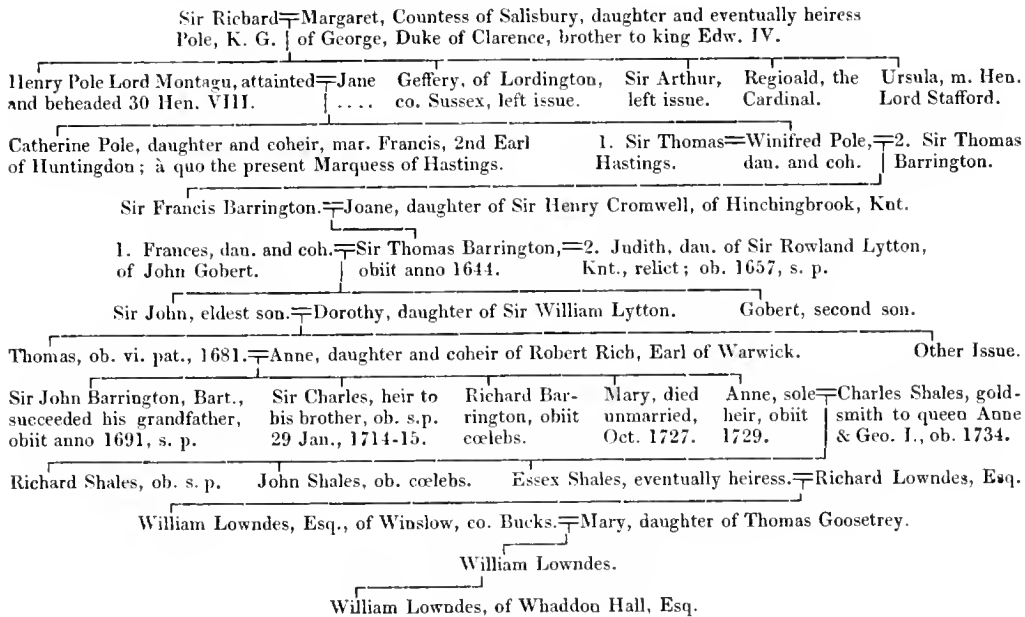 Sir Richard=Margaret, Countess of Salisbury, daughter and eventually heiress
Pole, K. G. of George, Duke of Clarence, brother to king Edw. IV.
Henry Pole Lord Montagu, attainted=Jane
and beheaded 30 Hen. VIII. ....
Geffery, of Lordington,
co. Sussex, left issue.
Sir Arthur,
left issue.
Regioald, the
Cardinal.
Ursula, m. Hen.
Lord Stafford.
Catherine Pole, daughter and coheir, mar. Francis, 2nd Earl
of Huntingdon; à quo the present Marquess of Hastings.
1. Sir Thomas=Winifred Pole,=2. Sir Thomas
Hastings. dau. and coh. Barrington.
Sir Francis Barrington.=Joane, daughter of Sir Henry Cromwell, of Hinchingbrook, Knt.
1. Frances, dau. and coh.=Sir Thomas Barrington,=2. Judith, dau. of Sir Rowland Lytton,
of John Gobert. obiit anno 1644. Knt., relict; ob. 1657, s. p.
Sir John, eldest son.=Dorothy, daughter of Sir William Lytton. Gobert, second son.
Thomas, ob. vi. pat., 1681.=Anne, daughter and coheir of Robert Rich, Earl of Warwick. Other Issue.
Sir John Barrington, Bart.,
succeeded his grandfather,
obiit anno 1691, s. p.
Sir Charles, heir to
his brother, ob. s.p.
29 Jan., 1714-15.
Richard Bar-
rington, obiit
cœlebs.
Mary, died
unmarried,
Oct. 1727.
Anne, sole=Charles Shales, gold-
heir, obiit smith to queen Anne
1729. & Geo. I., ob. 1734.
Richard Shales, ob. s. p. John Shales, ob. cœlebs. Essex Shales, eventually heiress.=Richard Lowndes, Esq.
William Lowndes, Esq., of Winslow, co. Bucks.=Mary, daughter of Thomas Goosetrey.
William Lowndes.
William Lowndes, of Whaddon Hall, Esq.